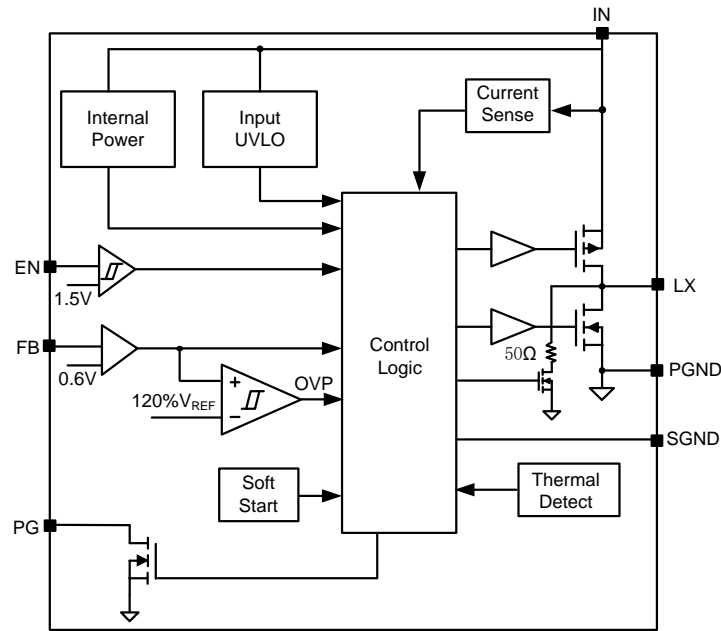 IN
Internal
Power
Input
UVLO
Current
Sense
EN
1.5V
LX
FB
0.6V
Control
Logic
50Ω
PGND
OVP
+
120%VREF
−
SGND
Soft
Start
Thermal
Detect
PG